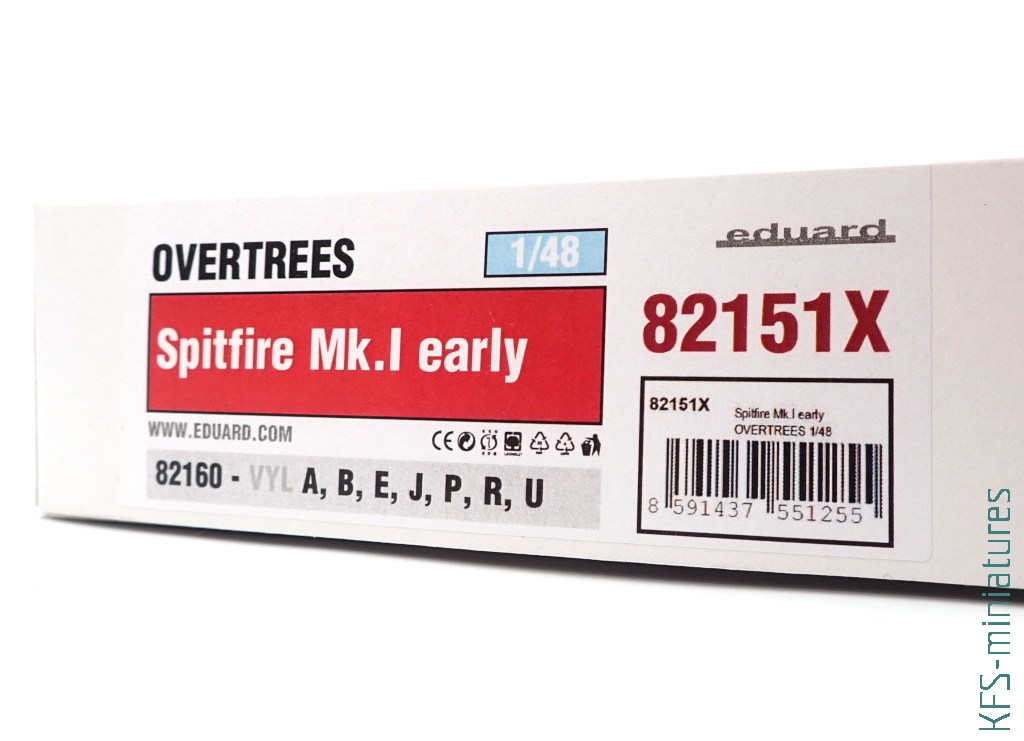 OVERTREES
1/48
eduard
Spitfire Mk.I early
82151X
WWW.EDUARD.COM
CE
82160 - VYL A, B, E, J, P, R, U
82151X
Spitfire Mk.I early
OVERTREES 1/48
8 591437 551255
KFS-miniatures